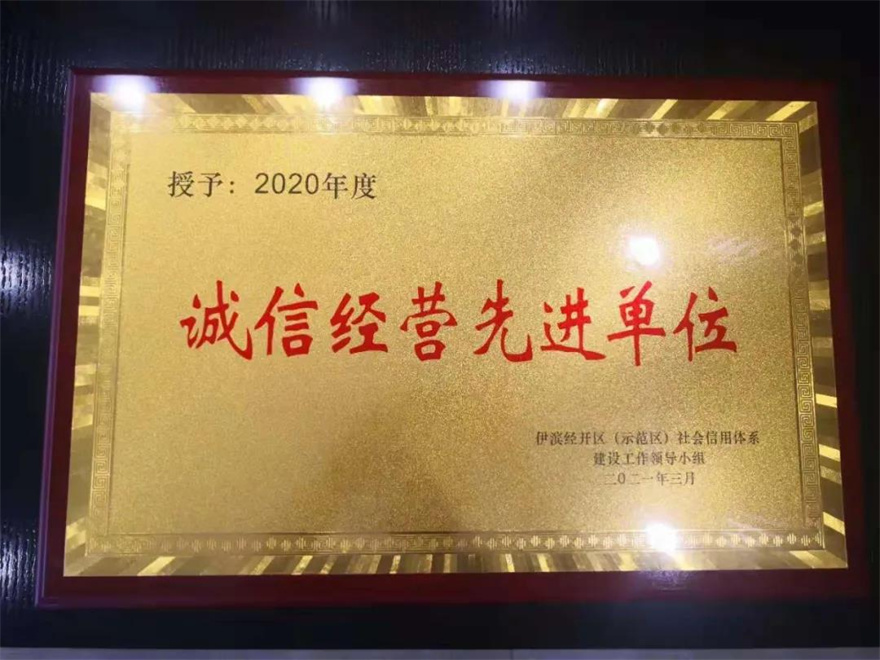 授予：2020年度
诚信经营先进单位
伊滨经开区（示范区）社会信用体系
建设工作领导小组
二0二一年三月